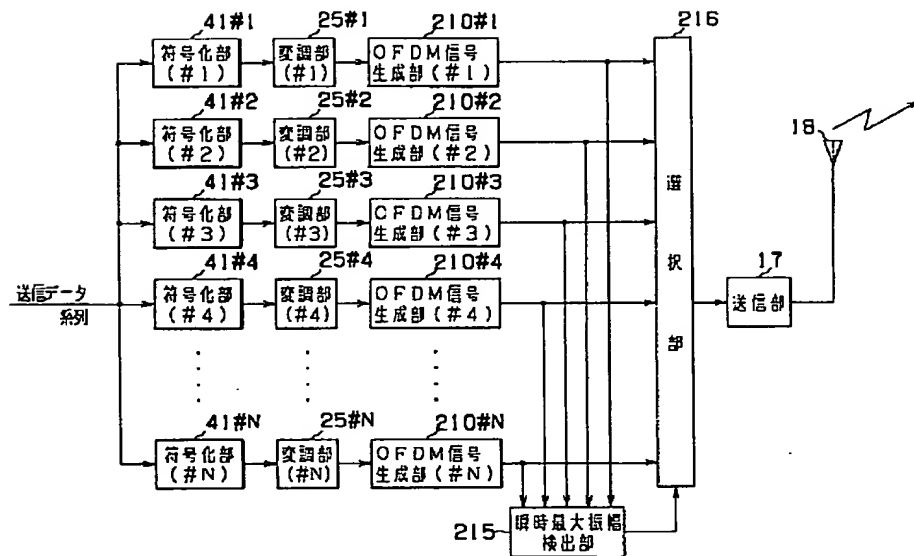 41#1 25#1 210#1 216
符号化部
(#1)
変調部
(#1)
OFDM信号
生成部(#1)
41#2 25#2 210#2
符号化部
(#2)
変調部
(#2)
OFDM信号
生成部(#2)
18
41#3 25#3 210#3
符号化部
(#3)
変調部
(#3)
OFDM信号
生成部(#3)
選択部
41#4 25#4 210#4
送信データ
系列
符号化部
(#4)
変調部
(#4)
OFDM信号
生成部(#4)
17
送信部
41#N 25#N 210#N
符号化部
(#N)
変調部
(#N)
OFDM信号
生成部(#N)
215
瞬時最大振幅
検出部